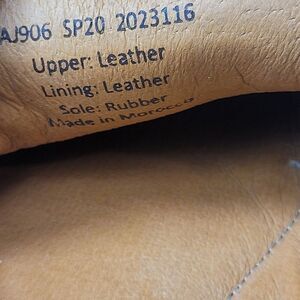 AJ906 SP20 2023116
Upper: Leather
Lining: Leather
Sole: Rubber
Made in Morocco